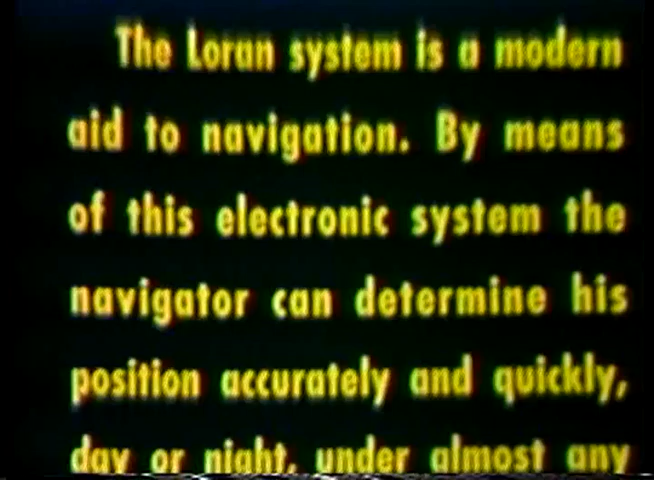 The Loran system is a modern
aid to navigation. By means
of this electronic system the
navigator can determine his
position accurately and quickly,
day or night, under almost any